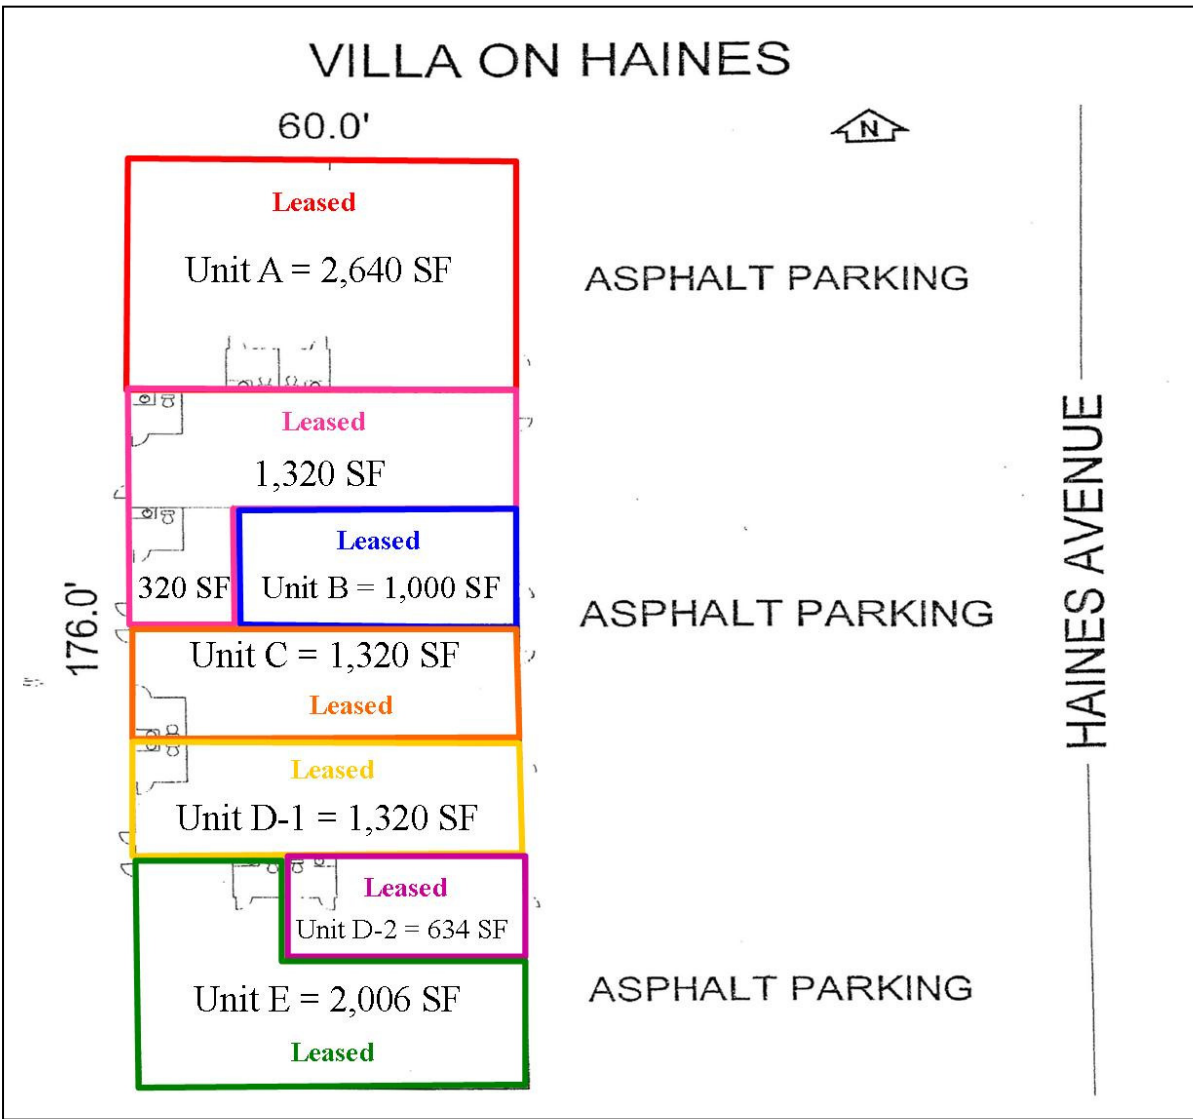 VILLA ON HAINES
60.0'
N
Leased
Unit A = 2,640 SF
ASPHALT PARKING
Leased
1,320 SF
Leased
320 SF
Unit B = 1,000 SF
176.0'
ASPHALT PARKING
HAINES AVENUE
Unit C = 1,320 SF
Leased
Leased
Unit D-1 = 1,320 SF
Leased
Unit D-2 = 634 SF
Unit E = 2,006 SF
ASPHALT PARKING
Leased